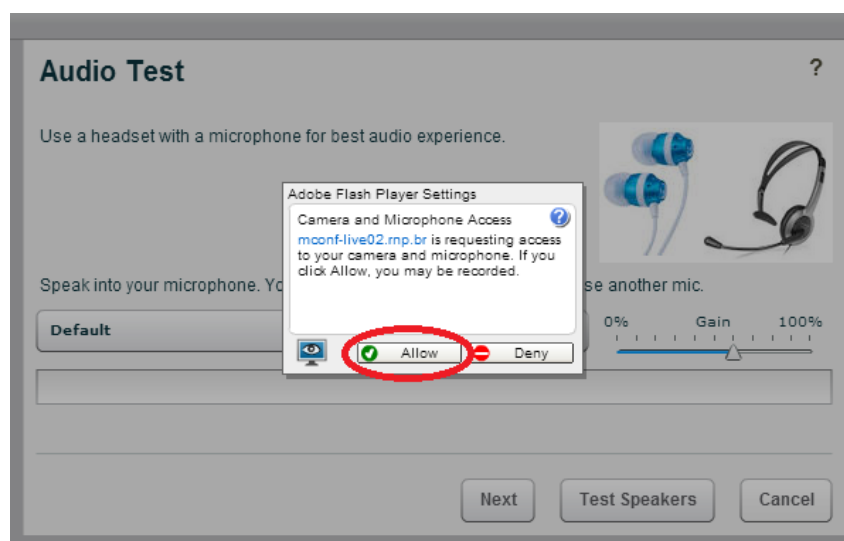 Audio Test
?
Use a headset with a microphone for best audio experience.
Adobe Flash Player Settings
Camera and Microphone Access
?
mconf-live02.rnp.br is requesting access
to your camera and microphone. If you
click Allow, you may be recorded.
Speak into your microphone. Yo
se another mic.
Default
0% Gain 100%
Allow
Deny
Next
Test Speakers
Cancel